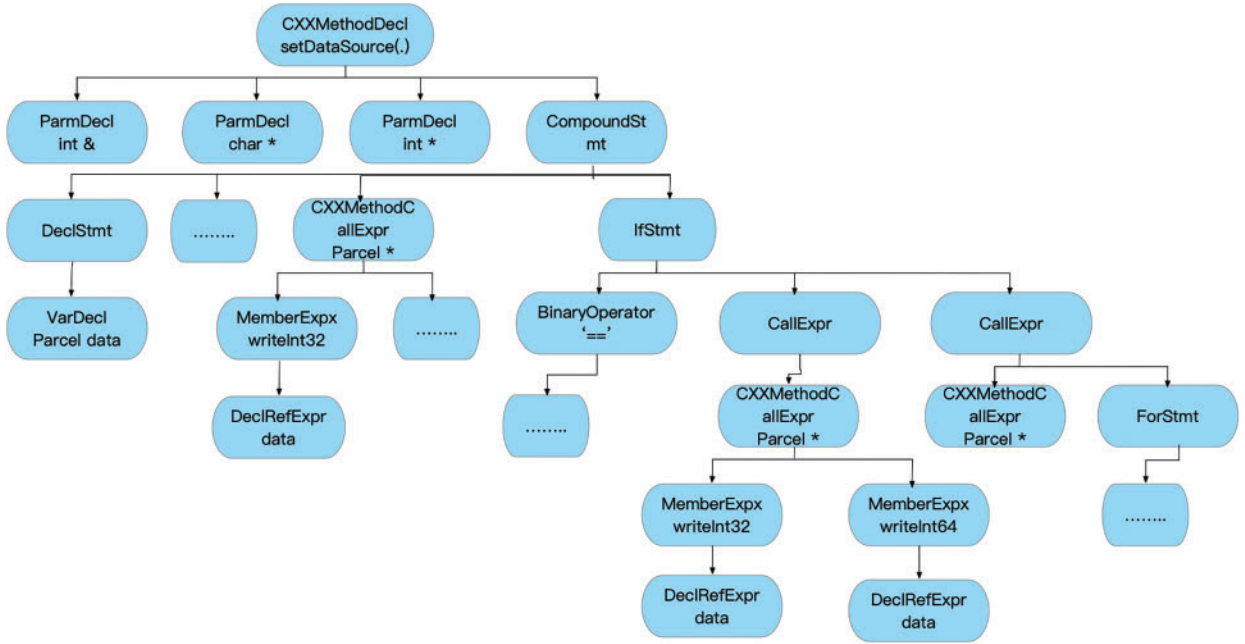 CXXMethodDecl
setDataSource(.)
ParmDecl
int &
ParmDecl
char *
ParmDecl
int *
CompoundSt
mt
DeclStmt
........
CXXMethodC
allExpr
Parcel *
IfStmt
VarDecl
Parcel data
MemberExpx
writeInt32
........
BinaryOperator
‘==’
CallExpr
CallExpr
DeclRefExpr
data
........
CXXMethodC
allExpr
Parcel *
CXXMethodC
allExpr
Parcel *
ForStmt
MemberExpx
writeInt32
MemberExpx
writeInt64
........
DeclRefExpr
data
DeclRefExpr
data